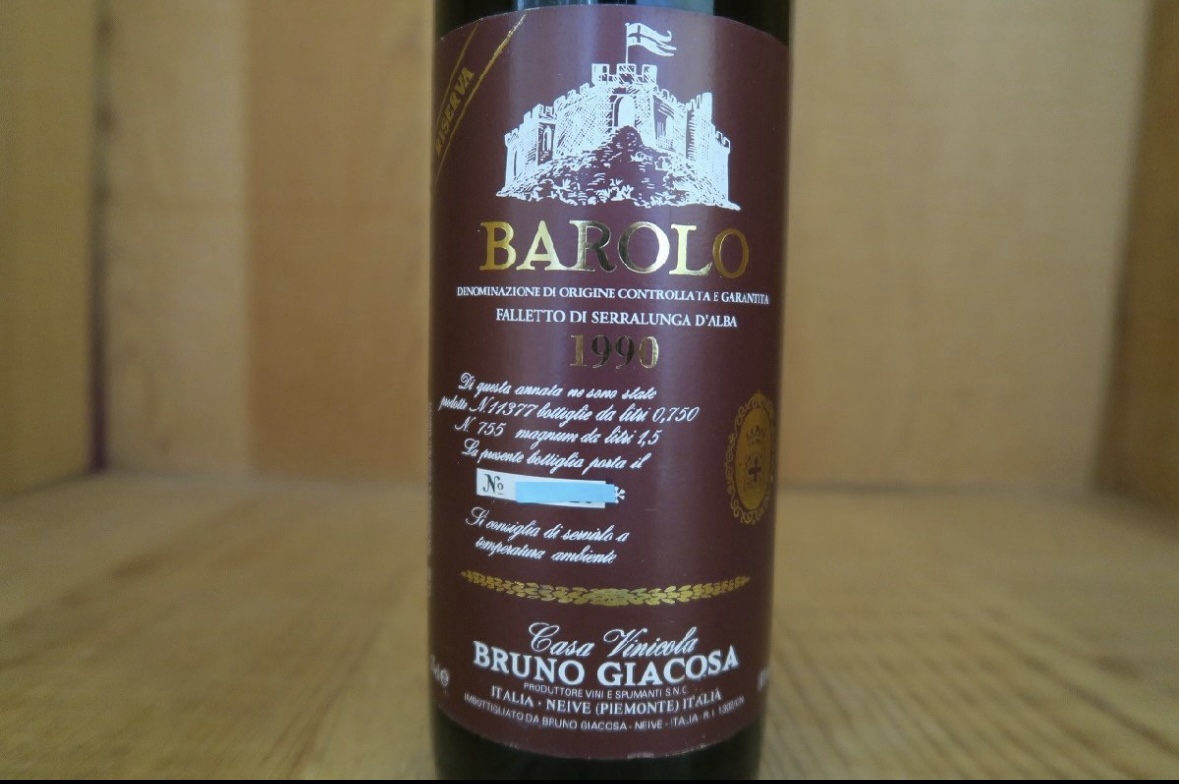 RISERVA
BAROLO
DENOMINAZIONE DI ORIGINE CONTROLLATA E GARANTITA
FALLETTO DI SERRALUNGA D'ALBA
1990
Di questa annata ne sono state
prodotte N. 11377 bottiglie da litri 0,750
N. 755 magnum da litri 1,5
La presente bottiglia porta il
No
Si consiglia di servirlo a
temperatura ambiente
Casa Vinicola
BRUNO GIACOSA
PRODUTTORE VINI E SPUMANTI S.N.C.
ITALIA - NEIVE (PIEMONTE) ITALIA
IMBOTTIGLIATO DA BRUNO GIACOSA - NEIVE - ITALIA R.I.